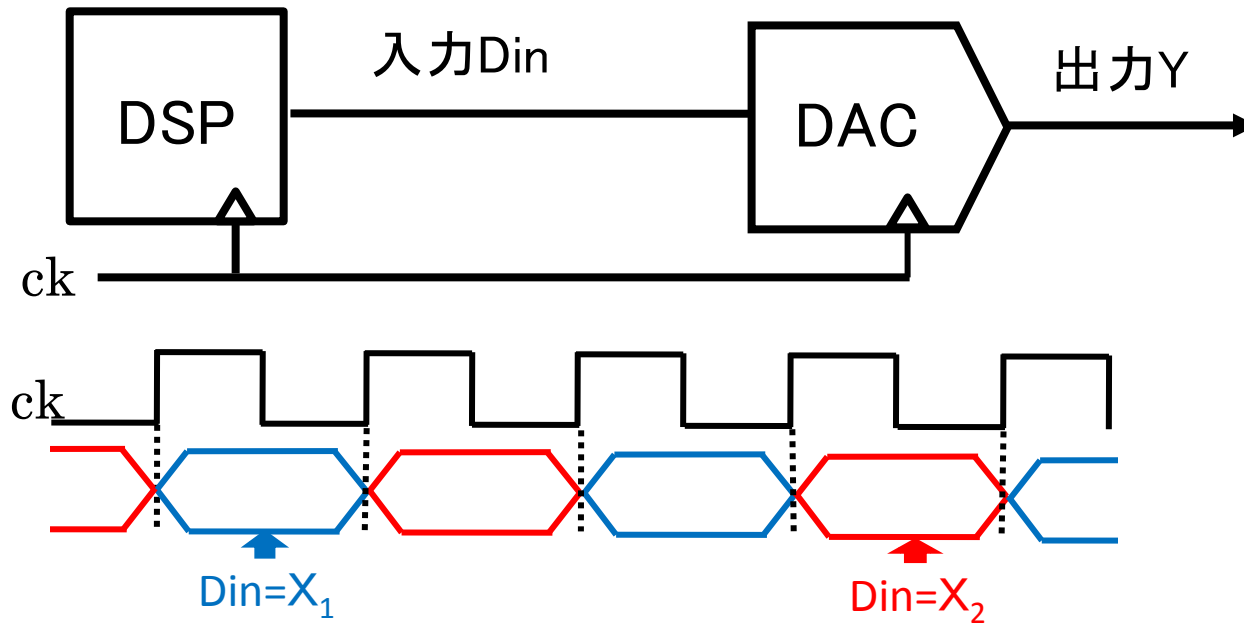 入力Din
出力Y
DSP
DAC
ck
ck
Din=X₁
Din=X₂